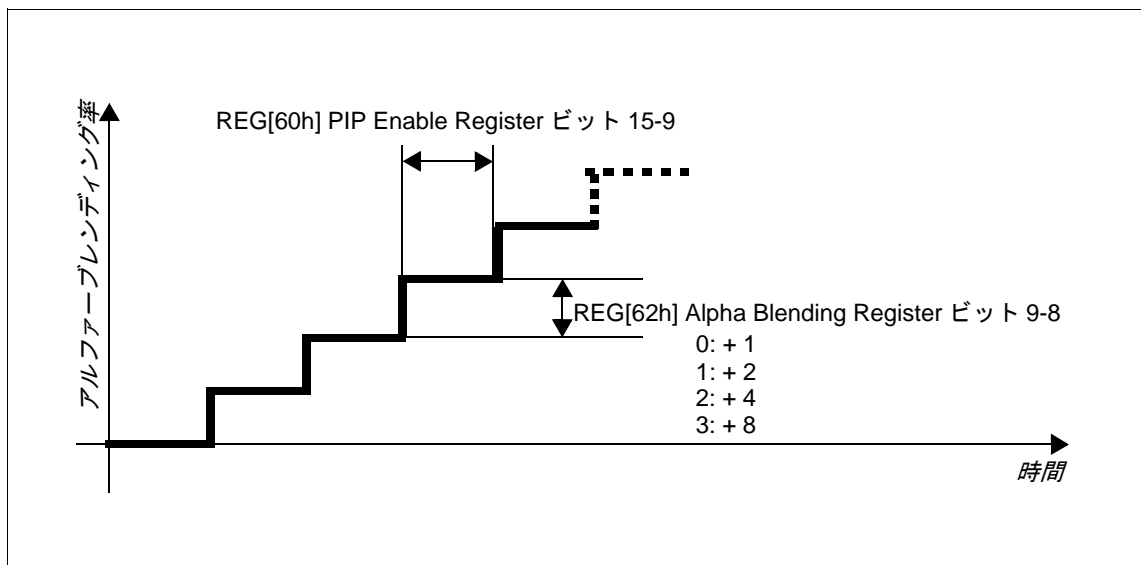 アルファーブレンディング率
REG[60h] PIP Enable Register ビット 15-9
REG[62h] Alpha Blending Register ビット 9-8
0: + 1
1: + 2
2: + 4
3: + 8
時間